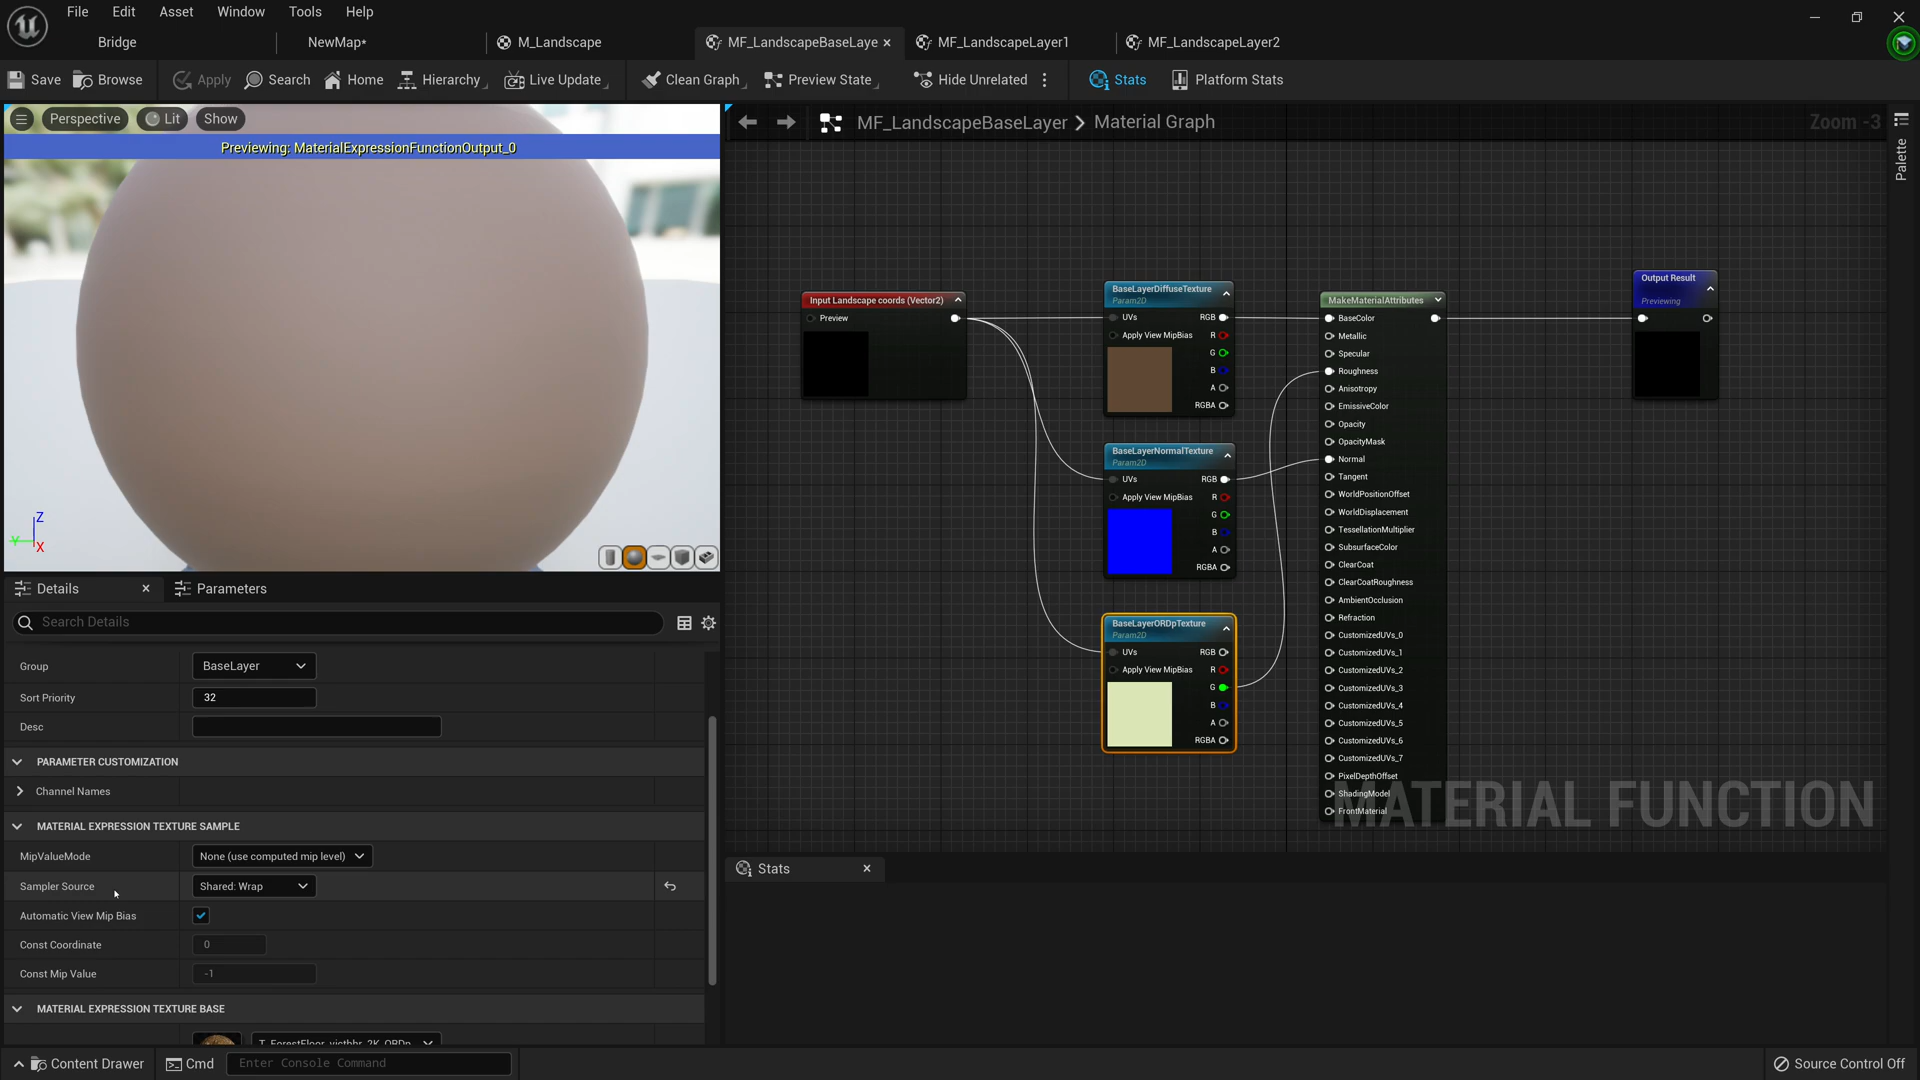 File Edit Asset Window Tools Help
Bridge NewMap* M_Landscape MF_LandscapeBaseLaye MF_LandscapeLayer1 MF_LandscapeLayer2
Save Browse Apply Search Home Hierarchy Live Update Clean Graph Preview State Hide Unrelated Stats Platform Stats
Perspective Lit Show
Previewing: MaterialExpressionFunctionOutput_0
Z
Y
X
MF_LandscapeBaseLayer > Material Graph
Zoom -3
Palette
Input Landscape coords (Vector2)
Preview
BaseLayerDiffuseTexture
Param2D
UVs RGB
Apply View MipBias R
G
B
A
RGBA
BaseLayerNormalTexture
Param2D
UVs RGB
Apply View MipBias R
G
B
A
RGBA
BaseLayerORDpTexture
Param2D
UVs RGB
Apply View MipBias R
G
B
A
RGBA
MakeMaterialAttributes
BaseColor
Metallic
Specular
Roughness
Anisotropy
EmissiveColor
Opacity
OpacityMask
Normal
Tangent
WorldPositionOffset
WorldDisplacement
TessellationMultiplier
SubsurfaceColor
ClearCoat
ClearCoatRoughness
AmbientOcclusion
Refraction
CustomizedUVs_0
CustomizedUVs_1
CustomizedUVs_2
CustomizedUVs_3
CustomizedUVs_4
CustomizedUVs_5
CustomizedUVs_6
CustomizedUVs_7
PixelDepthOffset
ShadingModel
FrontMaterial
Output Result
Previewing
MATERIAL FUNCTION
Details Parameters
Search Details
Group BaseLayer
Sort Priority 32
Desc
PARAMETER CUSTOMIZATION
Channel Names
MATERIAL EXPRESSION TEXTURE SAMPLE
MipValueMode None (use computed mip level)
Sampler Source Shared: Wrap
Automatic View Mip Bias
Const Coordinate 0
Const Mip Value -1
MATERIAL EXPRESSION TEXTURE BASE
Stats
Content Drawer Cmd Enter Console Command Source Control Off